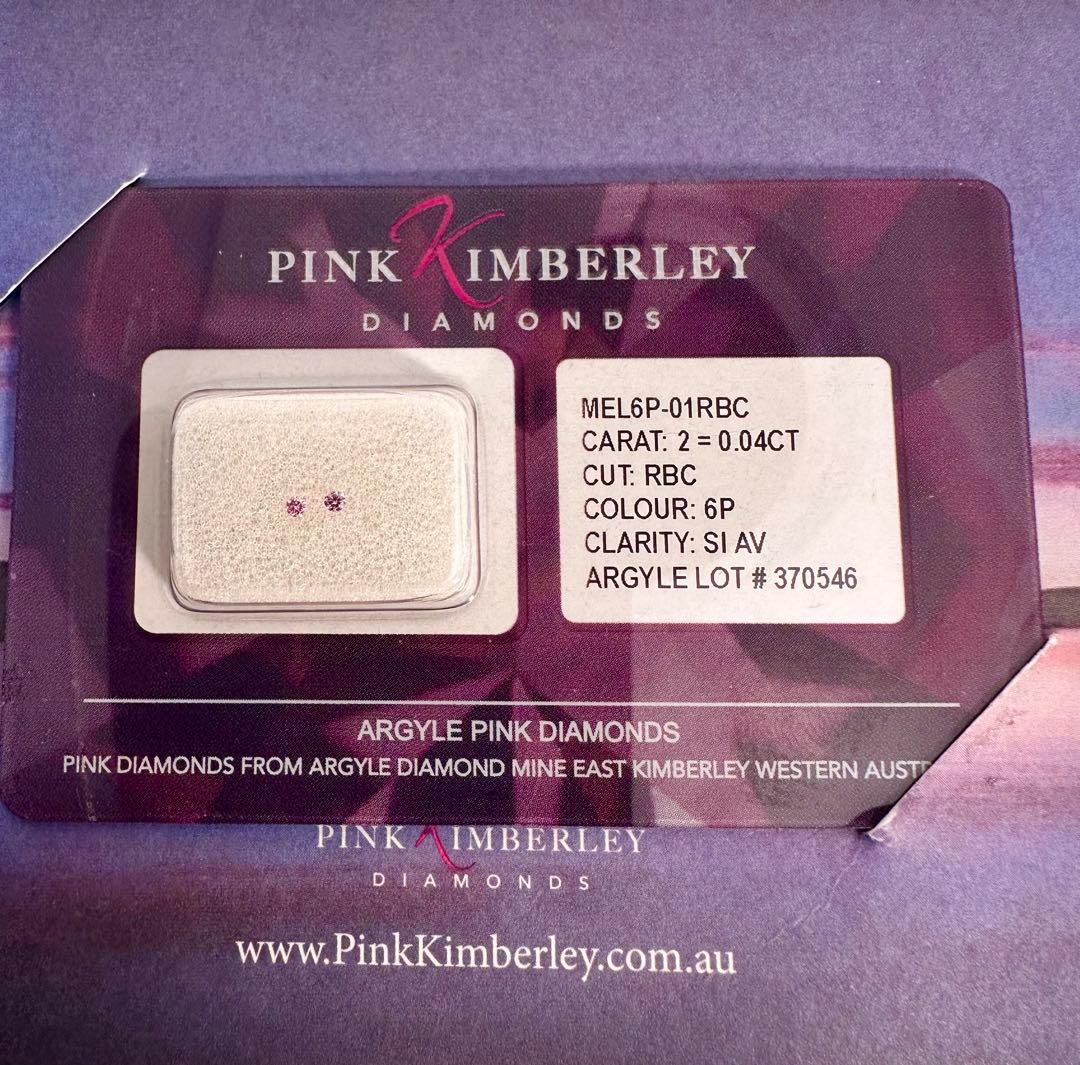 PINK KIMBERLEY
DIAMONDS
MEL6P-01RBC
CARAT: 2 = 0.04CT
CUT: RBC
COLOUR: 6P
CLARITY: SI AV
ARGYLE LOT # 370546
ARGYLE PINK DIAMONDS
PINK DIAMONDS FROM ARGYLE DIAMOND MINE EAST KIMBERLEY WESTERN AUST
PINK KIMBERLEY
DIAMONDS
www.PinkKimberley.com.au